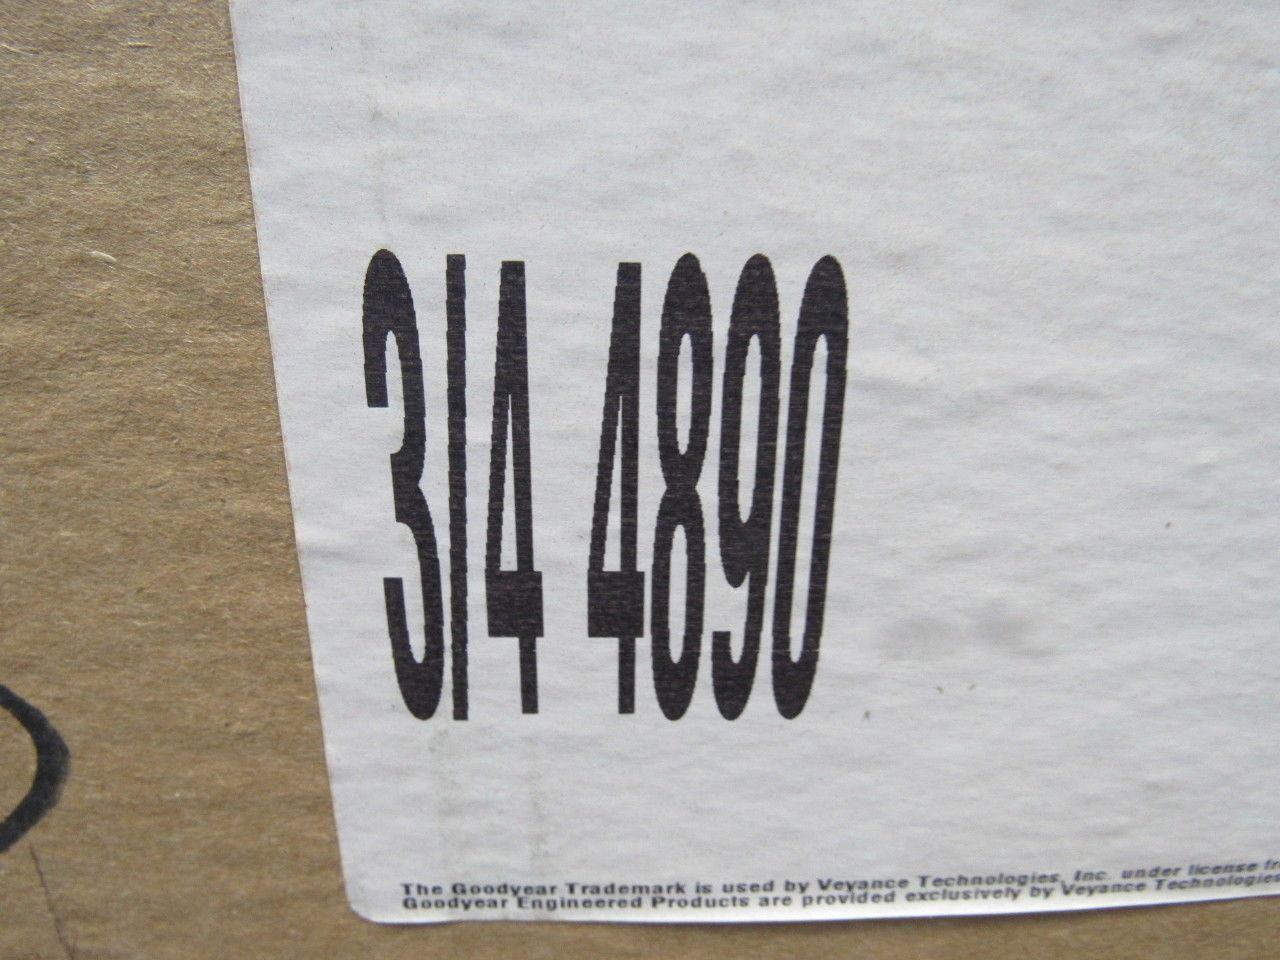 3/4 4890
The Goodyear Trademark is used by Veyance Technologies, Inc. under license
Goodyear Engineered Products are provided exclusively by Veyance Technologies